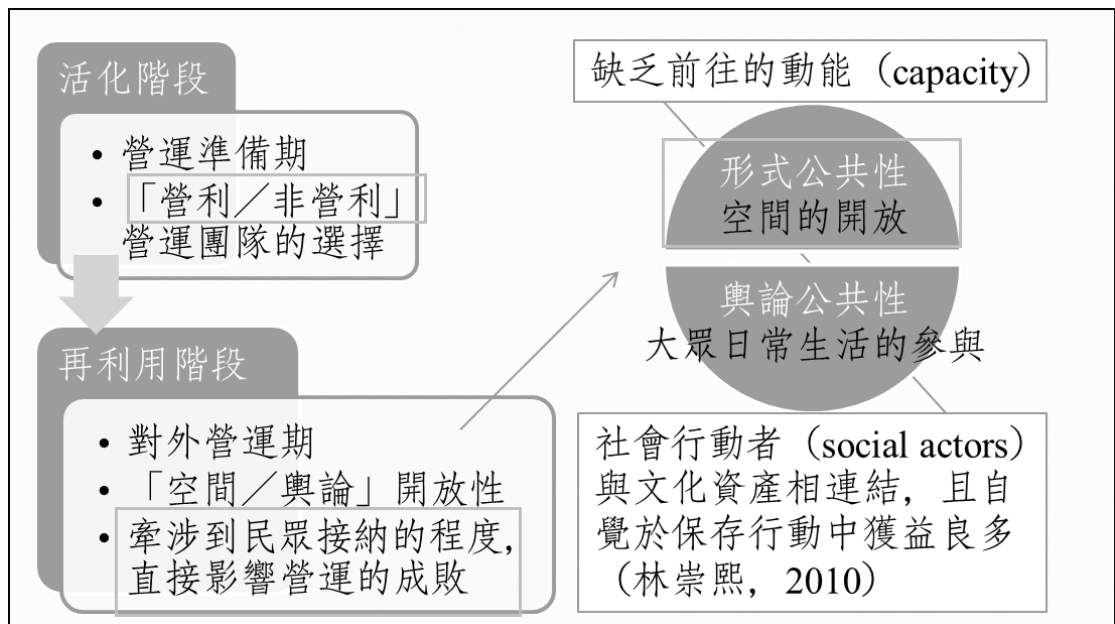 活化階段
• 營運準備期
• 「營利／非營利」
營運團隊的選擇
再利用階段
• 對外營運期
• 「空間／輿論」開放性
• 牽涉到民眾接納的程度，
直接影響營運的成敗
缺乏前往的動能（capacity）
形式公共性
空間的開放
輿論公共性
大眾日常生活的參與
社會行動者（social actors）
與文化資產相連結，且自
覺於保存行動中獲益良多
（林崇熙，2010）